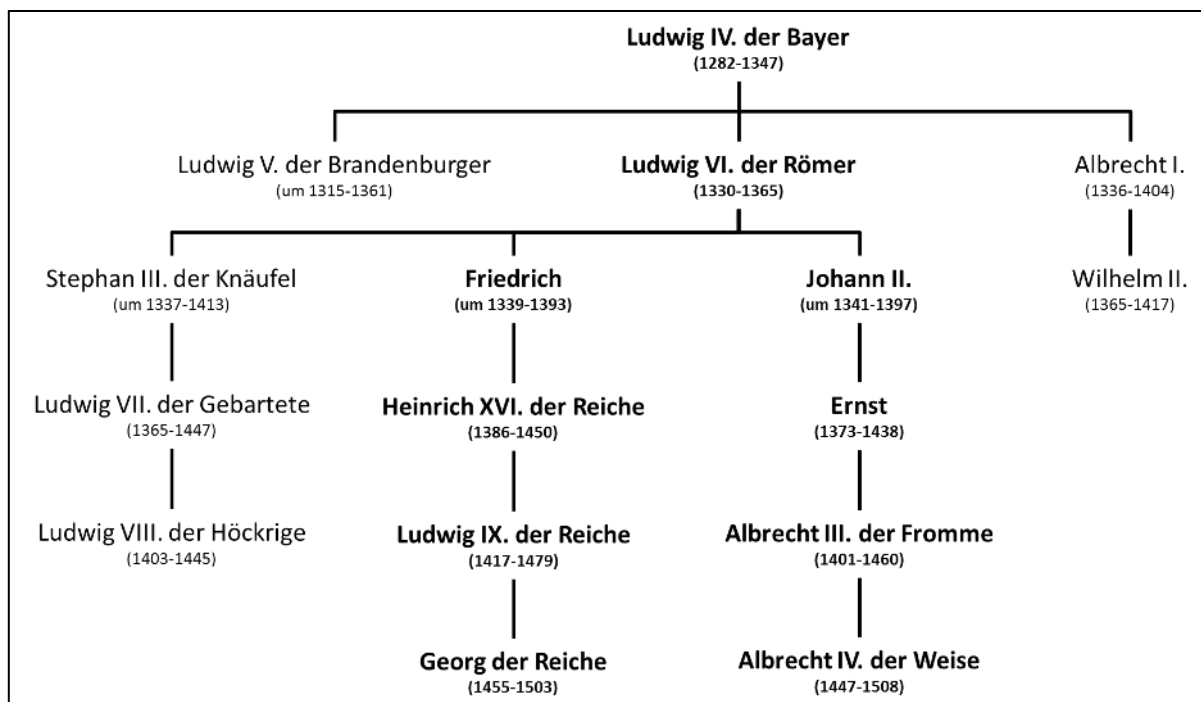 Ludwig IV. der Bayer
(1282-1347)
Ludwig V. der Brandenburger
(um 1315-1361)
Ludwig VI. der Römer
(1330-1365)
Albrecht I.
(1336-1404)
Stephan III. der Knäufel
(um 1337-1413)
Friedrich
(um 1339-1393)
Johann II.
(um 1341-1397)
Wilhelm II.
(1365-1417)
Ludwig VII. der Gebartete
(1365-1447)
Heinrich XVI. der Reiche
(1386-1450)
Ernst
(1373-1438)
Ludwig VIII. der Höckrige
(1403-1445)
Ludwig IX. der Reiche
(1417-1479)
Albrecht III. der Fromme
(1401-1460)
Georg der Reiche
(1455-1503)
Albrecht IV. der Weise
(1447-1508)